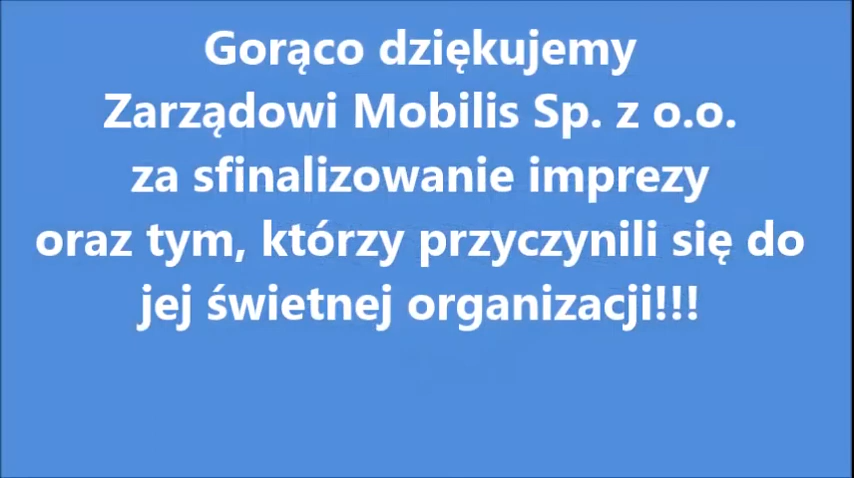 Gorąco dziękujemy
Zarządowi Mobilis Sp. z o.o.
za sfinalizowanie imprezy
oraz tym, którzy przyczynili się do
jej świetnej organizacji!!!